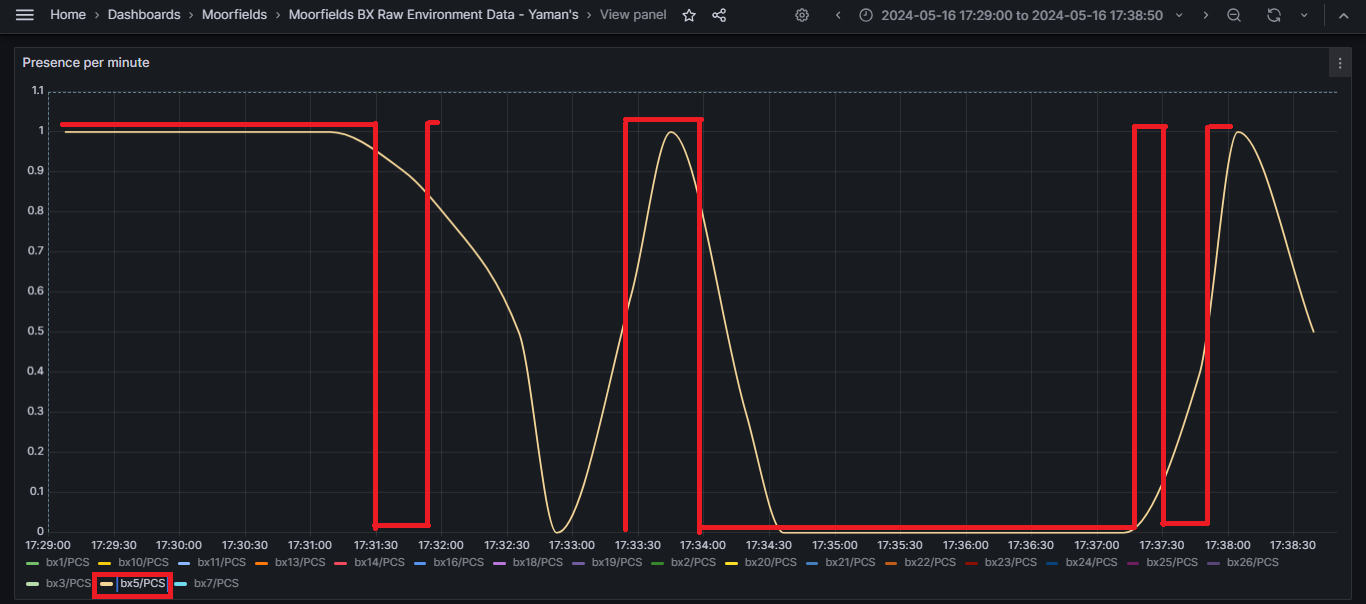 Home › Dashboards › Moorfields › Moorfields BX Raw Environment Data - Yaman's › View panel 2024-05-16 17:29:00 to 2024-05-16 17:38:50
Presence per minute
1.1
1
0.9
0.8
0.7
0.6
0.5
0.4
0.3
0.2
0.1
0
17:29:00 17:29:30 17:30:00 17:30:30 17:31:00 17:31:30 17:32:00 17:32:30 17:33:00 17:33:30 17:34:00 17:34:30 17:35:00 17:35:30 17:36:00 17:36:30 17:37:00 17:37:30 17:38:00 17:38:30
bx1/PCS bx10/PCS bx11/PCS bx13/PCS bx14/PCS bx16/PCS bx18/PCS bx19/PCS bx2/PCS bx20/PCS bx21/PCS bx22/PCS bx23/PCS bx24/PCS bx25/PCS bx26/PCS
bx3/PCS bx5/PCS bx7/PCS